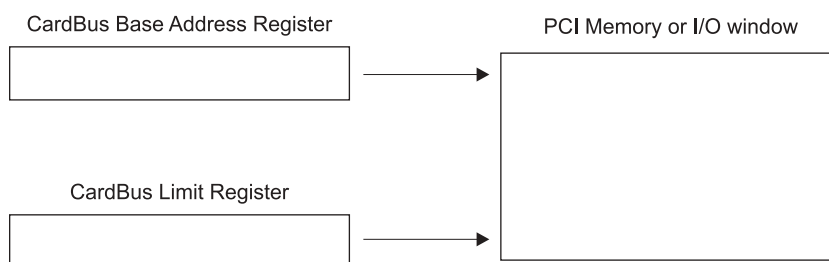 CardBus Base Address Register
PCI Memory or I/O window
CardBus Limit Register